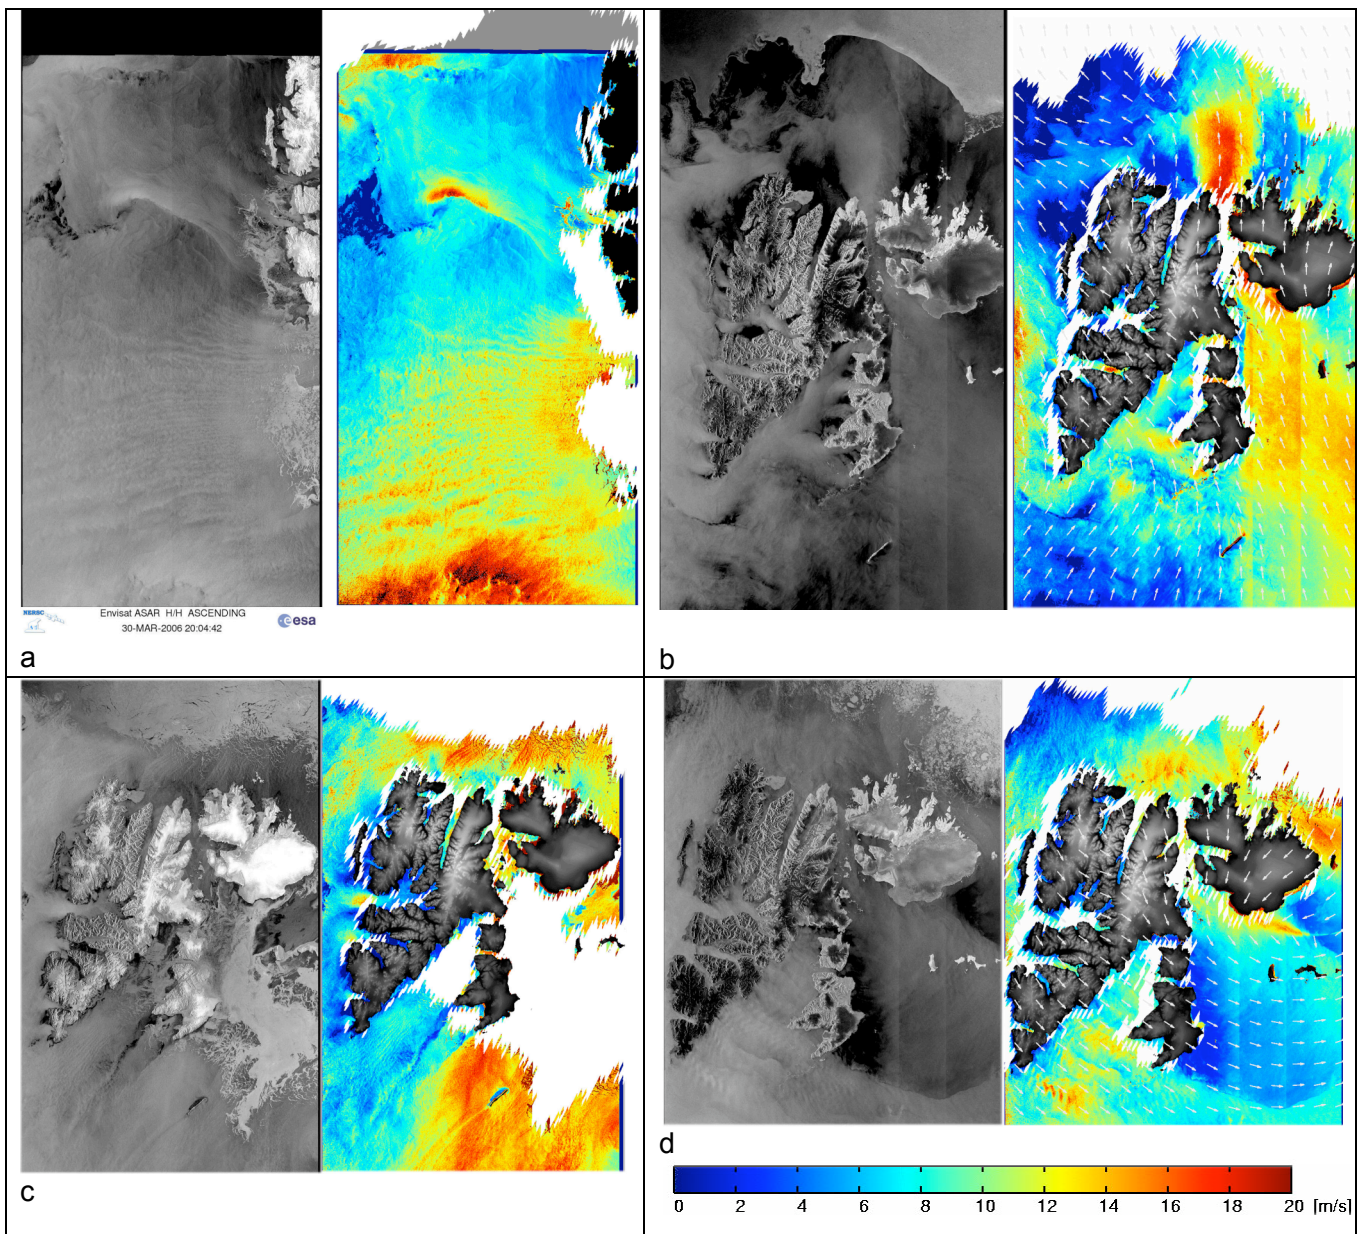 NERSC
Envisat ASAR H/H ASCENDING
30-MAR-2006 20:04:42
esa
a
b
c
d
0 2 4 6 8 10 12 14 16 18 20 [m/s]